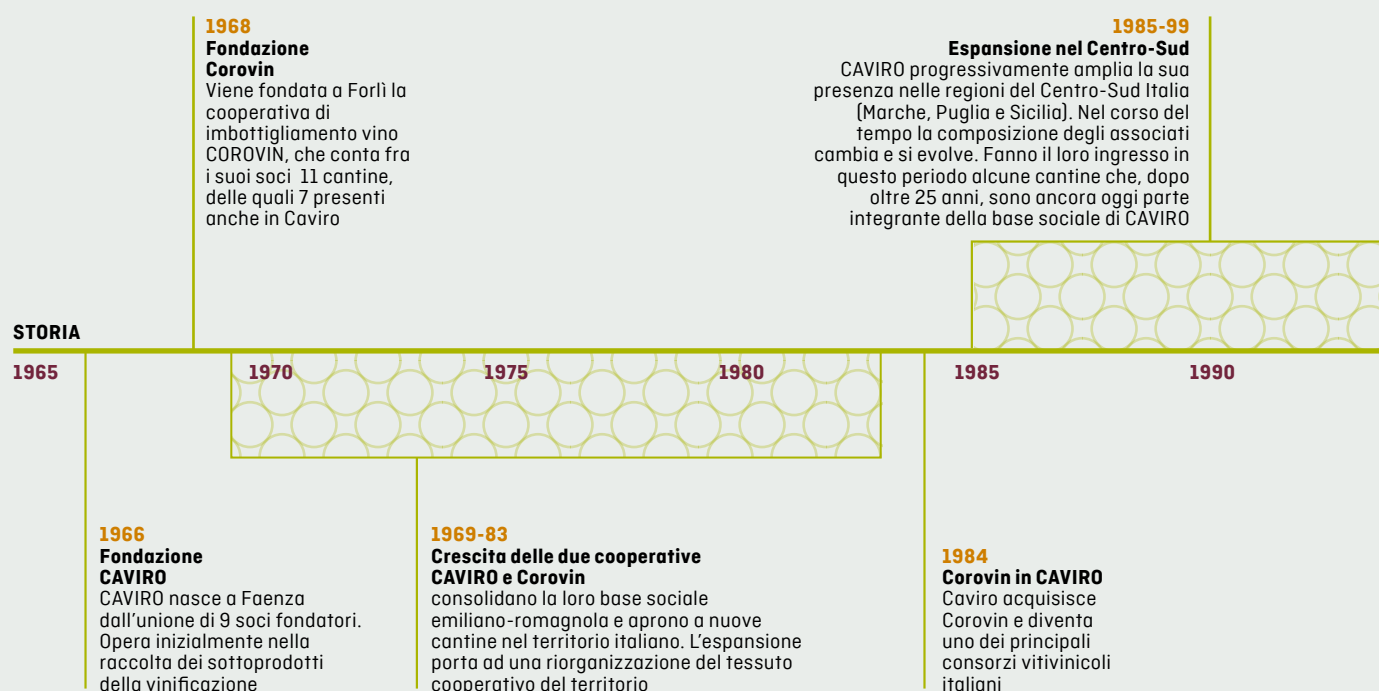 1968
Fondazione
Corovin
Viene fondata a Forlì la
cooperativa di
imbottigliamento vino
COROVIN, che conta fra
i suoi soci 11 cantine,
delle quali 7 presenti
anche in Caviro
1985-99
Espansione nel Centro-Sud
CAVIRO progressivamente amplia la sua
presenza nelle regioni del Centro-Sud Italia
(Marche, Puglia e Sicilia). Nel corso del
tempo la composizione degli associati
cambia e si evolve. Fanno il loro ingresso in
questo periodo alcune cantine che, dopo
oltre 25 anni, sono ancora oggi parte
integrante della base sociale di CAVIRO
STORIA
1965 1970 1975 1980 1985 1990
1966
Fondazione
CAVIRO
CAVIRO nasce a Faenza
dall'unione di 9 soci fondatori.
Opera inizialmente nella
raccolta dei sottoprodotti
della vinificazione
1969-83
Crescita delle due cooperative
CAVIRO e Corovin
consolidano la loro base sociale
emiliano-romagnola e aprono a nuove
cantine nel territorio italiano. L'espansione
porta ad una riorganizzazione del tessuto
cooperativo del territorio
1984
Corovin in CAVIRO
Caviro acquisisce
Corovin e diventa
uno dei principali
consorzi vitivinicoli
italiani